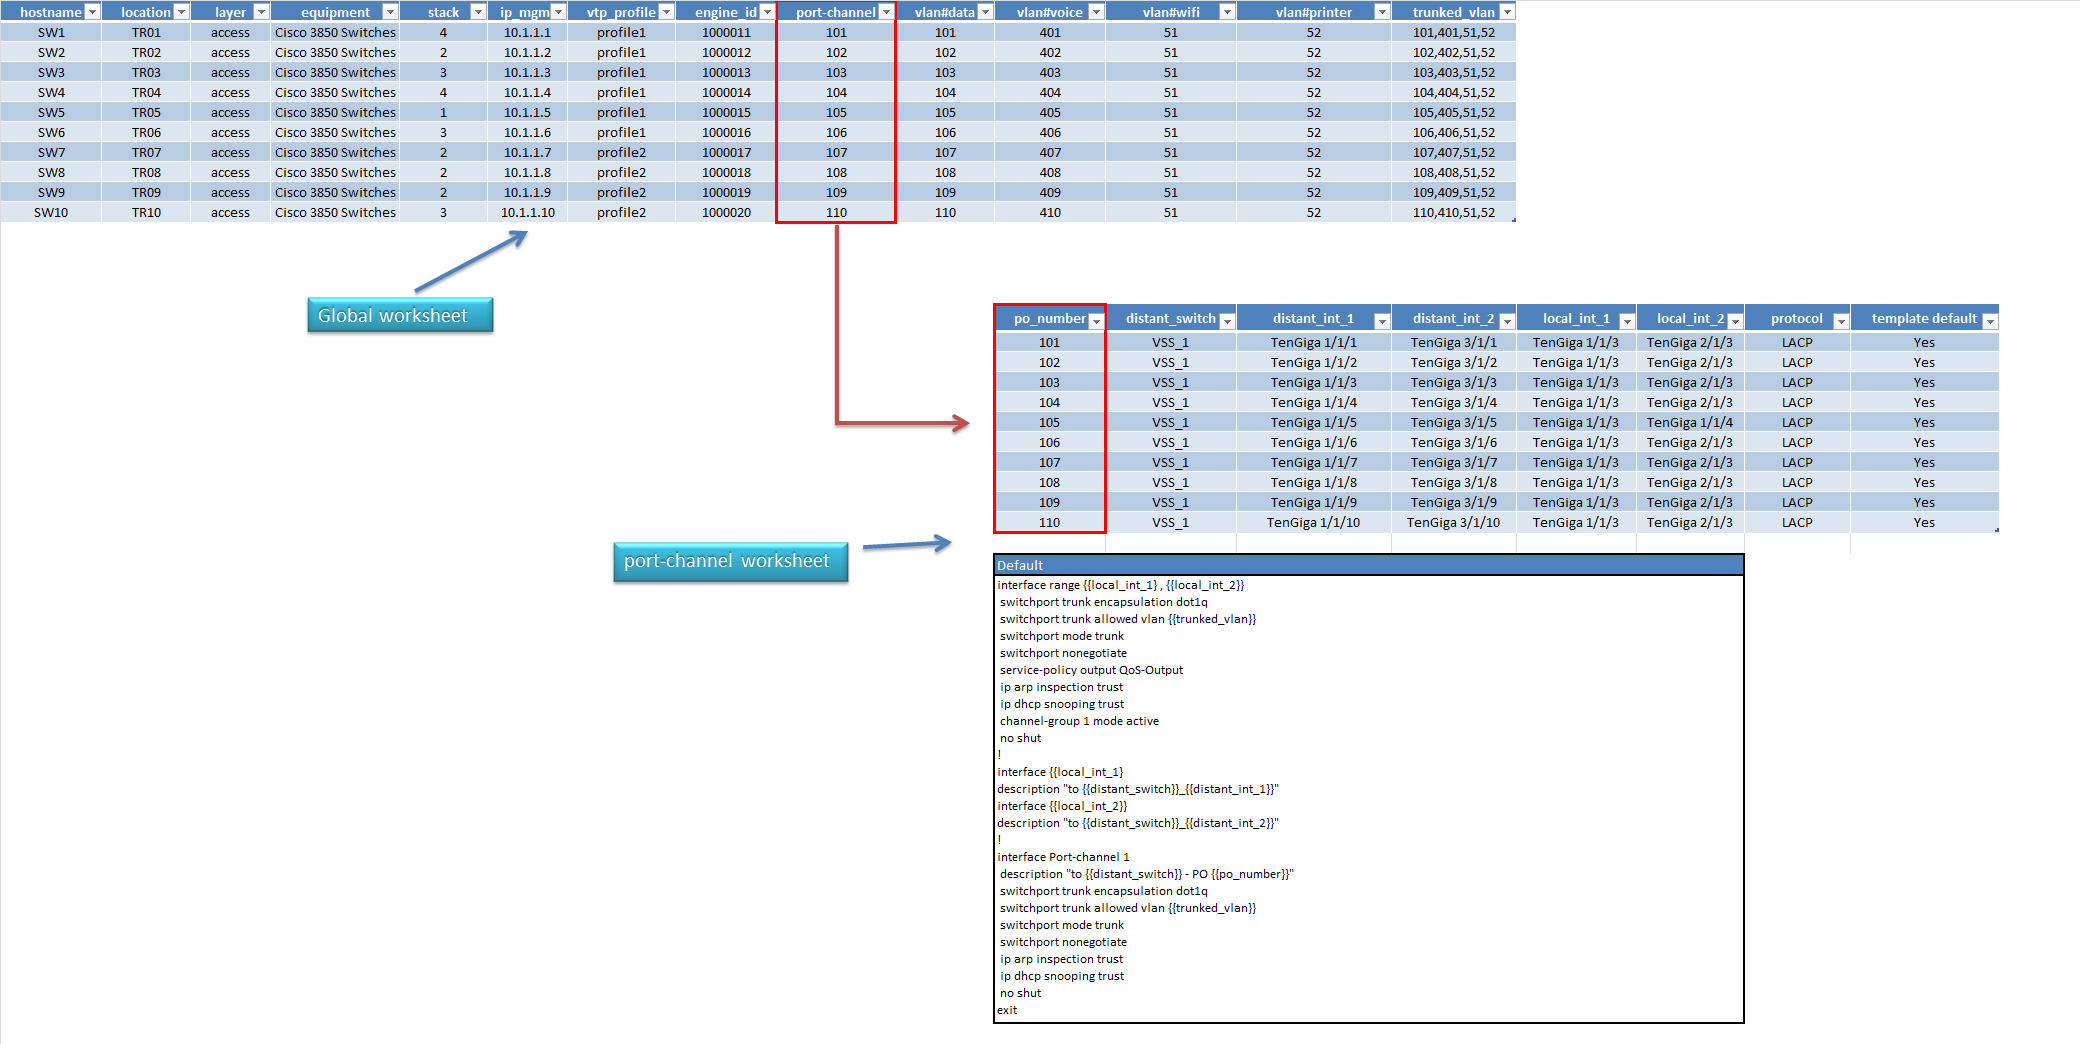 hostname location layer equipment stack ip_mgm vtp_profile engine_id port-channel vlan#data vlan#voice vlan#wifi vlan#printer trunked_vlan
SW1 TR01 access Cisco 3850 Switches 4 10.1.1.1 profile1 1000011 101 101 401 51 52 101,401,51,52
SW2 TR02 access Cisco 3850 Switches 2 10.1.1.2 profile1 1000012 102 102 402 51 52 102,402,51,52
SW3 TR03 access Cisco 3850 Switches 3 10.1.1.3 profile1 1000013 103 103 403 51 52 103,403,51,52
SW4 TR04 access Cisco 3850 Switches 4 10.1.1.4 profile1 1000014 104 104 404 51 52 104,404,51,52
SW5 TR05 access Cisco 3850 Switches 1 10.1.1.5 profile1 1000015 105 105 405 51 52 105,405,51,52
SW6 TR06 access Cisco 3850 Switches 3 10.1.1.6 profile1 1000016 106 106 406 51 52 106,406,51,52
SW7 TR07 access Cisco 3850 Switches 2 10.1.1.7 profile2 1000017 107 107 407 51 52 107,407,51,52
SW8 TR08 access Cisco 3850 Switches 2 10.1.1.8 profile2 1000018 108 108 408 51 52 108,408,51,52
SW9 TR09 access Cisco 3850 Switches 2 10.1.1.9 profile2 1000019 109 109 409 51 52 109,409,51,52
SW10 TR10 access Cisco 3850 Switches 3 10.1.1.10 profile2 1000020 110 110 410 51 52 110,410,51,52
Global worksheet
po_number distant_switch distant_int_1 distant_int_2 local_int_1 local_int_2 protocol template default
101 VSS_1 TenGiga 1/1/1 TenGiga 3/1/1 TenGiga 1/1/3 TenGiga 2/1/3 LACP Yes
102 VSS_1 TenGiga 1/1/2 TenGiga 3/1/2 TenGiga 1/1/3 TenGiga 2/1/3 LACP Yes
103 VSS_1 TenGiga 1/1/3 TenGiga 3/1/3 TenGiga 1/1/3 TenGiga 2/1/3 LACP Yes
104 VSS_1 TenGiga 1/1/4 TenGiga 3/1/4 TenGiga 1/1/3 TenGiga 2/1/3 LACP Yes
105 VSS_1 TenGiga 1/1/5 TenGiga 3/1/5 TenGiga 1/1/3 TenGiga 1/1/4 LACP Yes
106 VSS_1 TenGiga 1/1/6 TenGiga 3/1/6 TenGiga 1/1/3 TenGiga 2/1/3 LACP Yes
107 VSS_1 TenGiga 1/1/7 TenGiga 3/1/7 TenGiga 1/1/3 TenGiga 2/1/3 LACP Yes
108 VSS_1 TenGiga 1/1/8 TenGiga 3/1/8 TenGiga 1/1/3 TenGiga 2/1/3 LACP Yes
109 VSS_1 TenGiga 1/1/9 TenGiga 3/1/9 TenGiga 1/1/3 TenGiga 2/1/3 LACP Yes
110 VSS_1 TenGiga 1/1/10 TenGiga 3/1/10 TenGiga 1/1/3 TenGiga 2/1/3 LACP Yes
port-channel worksheet
Default
interface range {{local_int_1} , {{local_int_2}}
switchport trunk encapsulation dot1q
switchport trunk allowed vlan {{trunked_vlan}}
switchport mode trunk
switchport nonegotiate
service-policy output QoS-Output
ip arp inspection trust
ip dhcp snooping trust
channel-group 1 mode active
no shut
!
interface {{local_int_1}
description "to {{distant_switch}}_{{distant_int_1}}"
interface {{local_int_2}}
description "to {{distant_switch}}_{{distant_int_2}}"
!
interface Port-channel 1
description "to {{distant_switch}} - PO {{po_number}}"
switchport trunk encapsulation dot1q
switchport trunk allowed vlan {{trunked_vlan}}
switchport mode trunk
switchport nonegotiate
ip arp inspection trust
ip dhcp snooping trust
no shut
exit